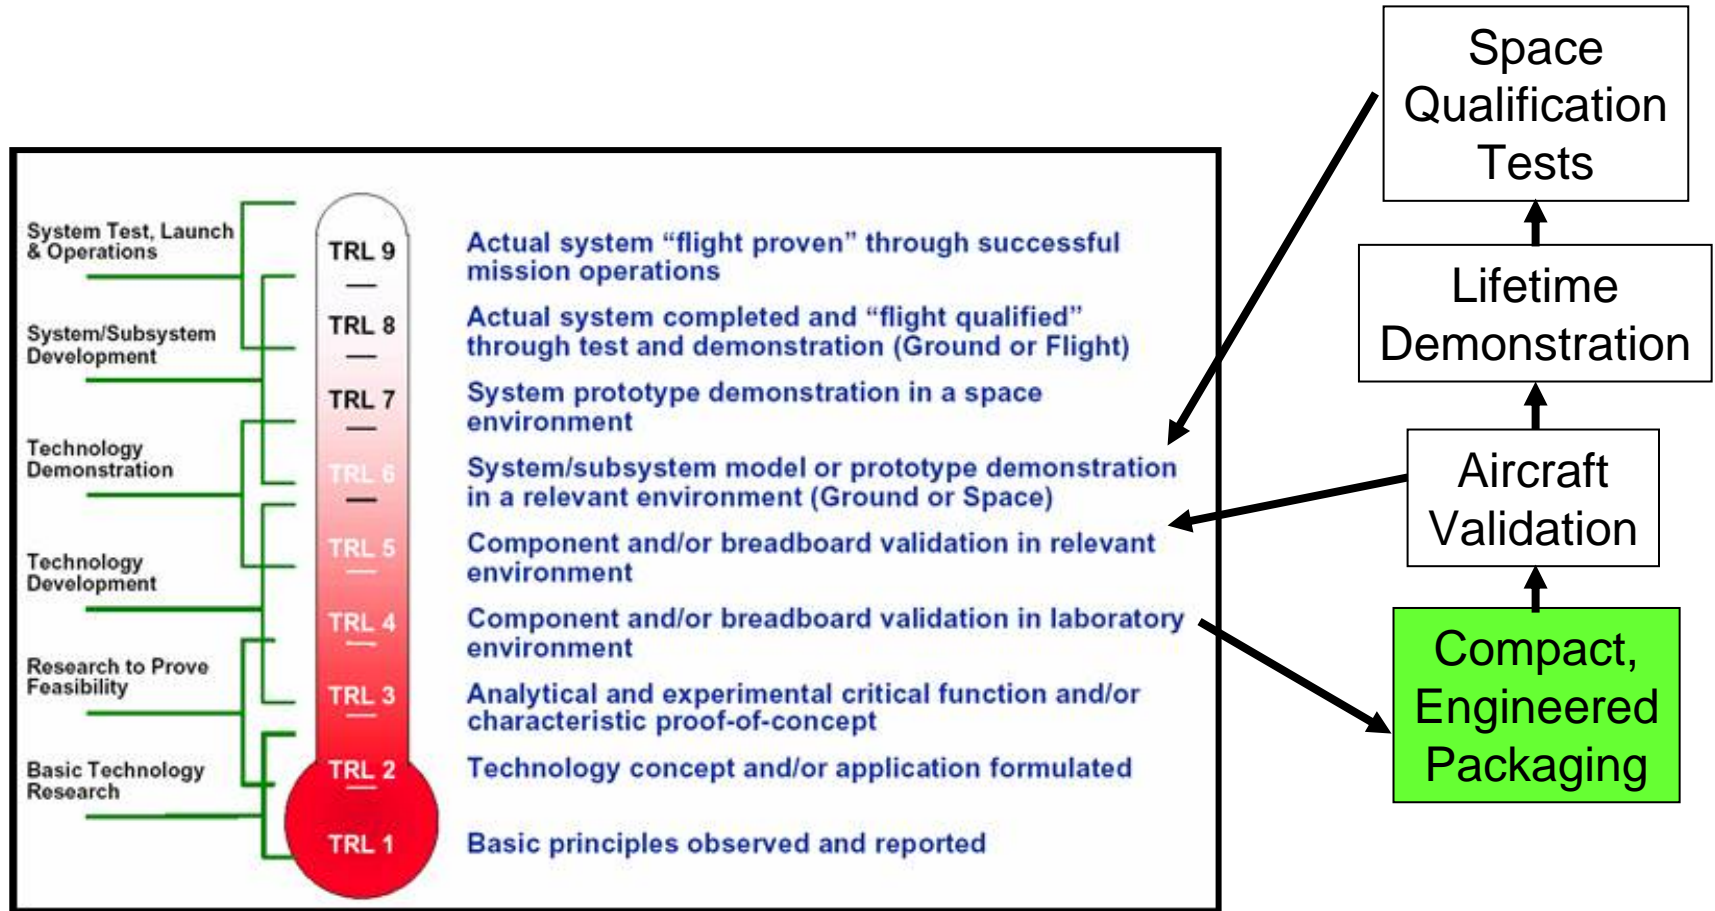 System Test, Launch
& Operations
System/Subsystem
Development
Technology
Demonstration
Technology
Development
Research to Prove
Feasibility
Basic Technology
Research
TRL 9
TRL 8
TRL 7
TRL 6
TRL 5
TRL 4
TRL 3
TRL 2
TRL 1
Actual system “flight proven” through successful
mission operations
Actual system completed and “flight qualified”
through test and demonstration (Ground or Flight)
System prototype demonstration in a space
environment
System/subsystem model or prototype demonstration
in a relevant environment (Ground or Space)
Component and/or breadboard validation in relevant
environment
Component and/or breadboard validation in laboratory
environment
Analytical and experimental critical function and/or
characteristic proof-of-concept
Technology concept and/or application formulated
Basic principles observed and reported
Space
Qualification
Tests
Lifetime
Demonstration
Aircraft
Validation
Compact,
Engineered
Packaging